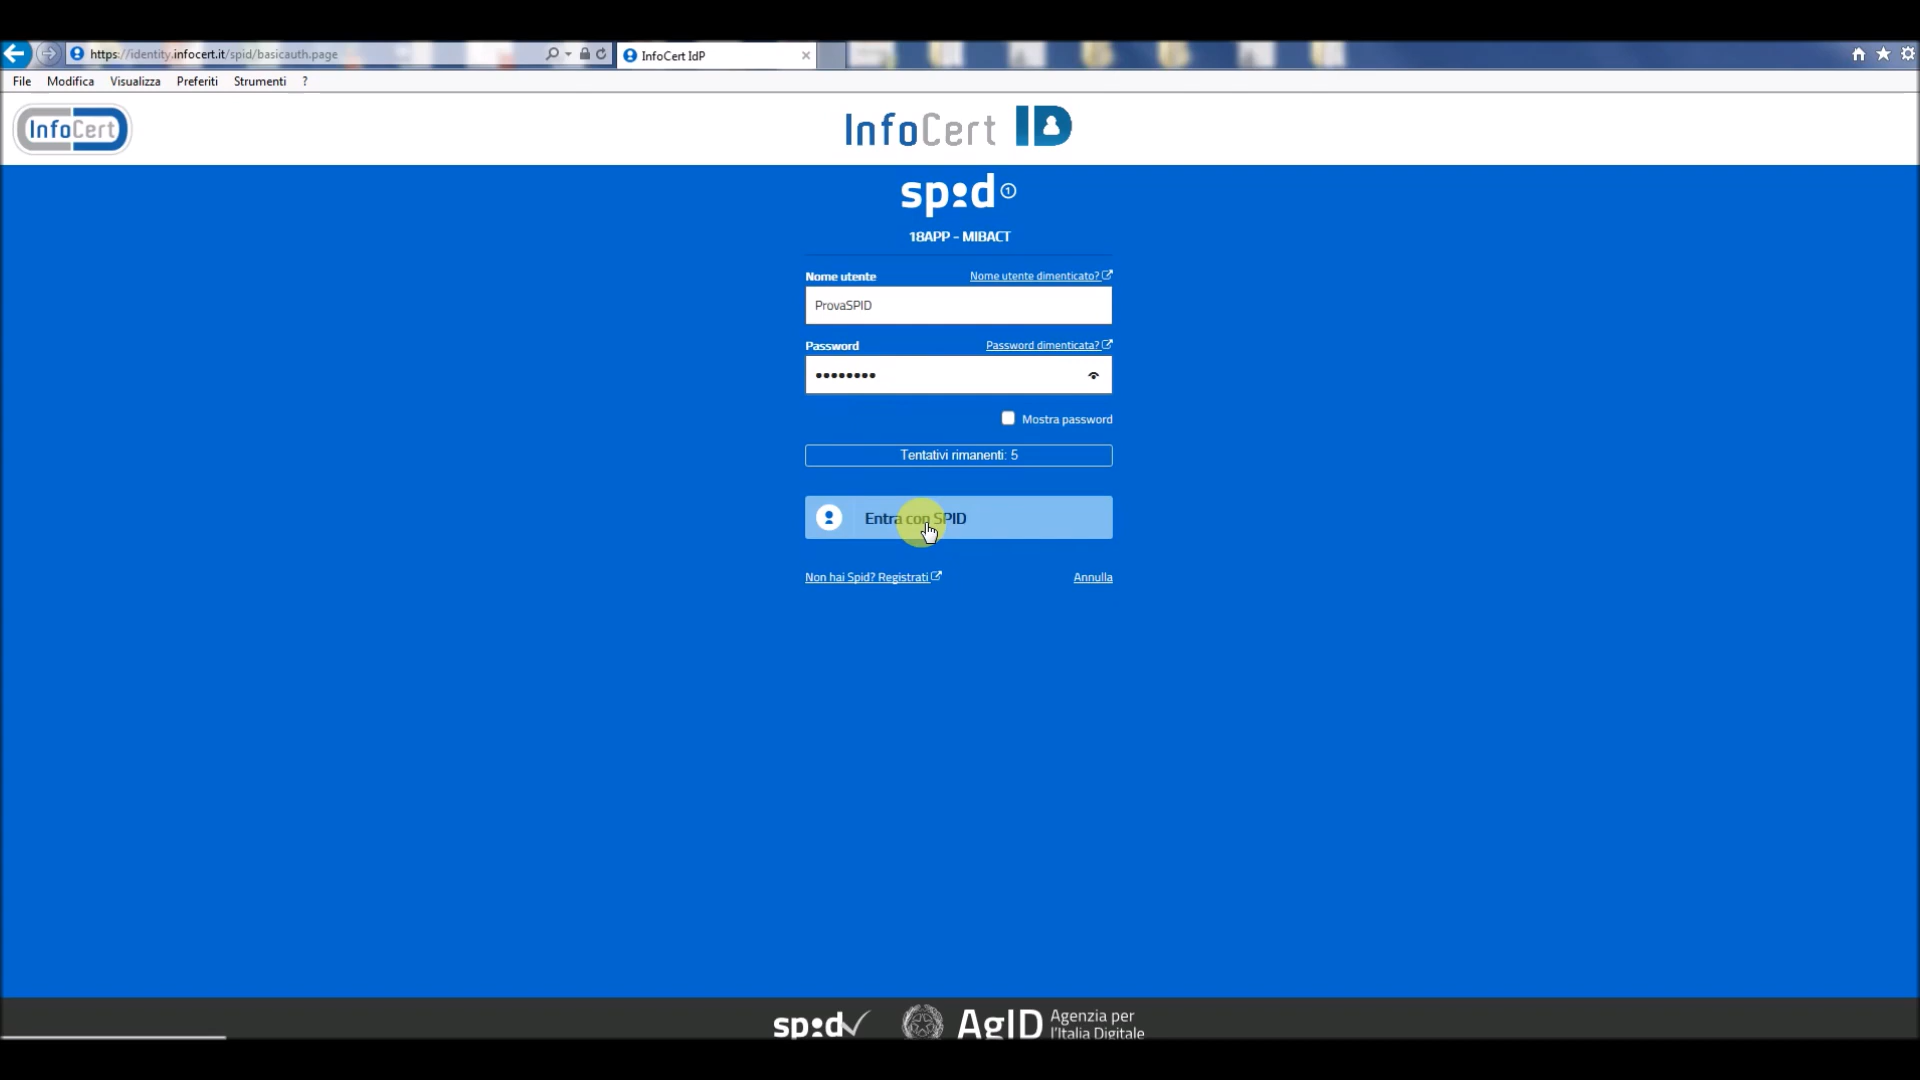 https://identity.infocert.it/spid/basicauth.page
InfoCert IdP
File Modifica Visualizza Preferiti Strumenti ?
InfoCert
InfoCert ID
spid 1
18APP - MIBACT
Nome utente Nome utente dimenticato?
ProvaSPID
Password Password dimenticata?
••••••••
Mostra password
Tentativi rimanenti: 5
Entra con SPID
Non hai Spid? Registrati Annulla
spid AgID Agenzia per
l'Italia Digitale